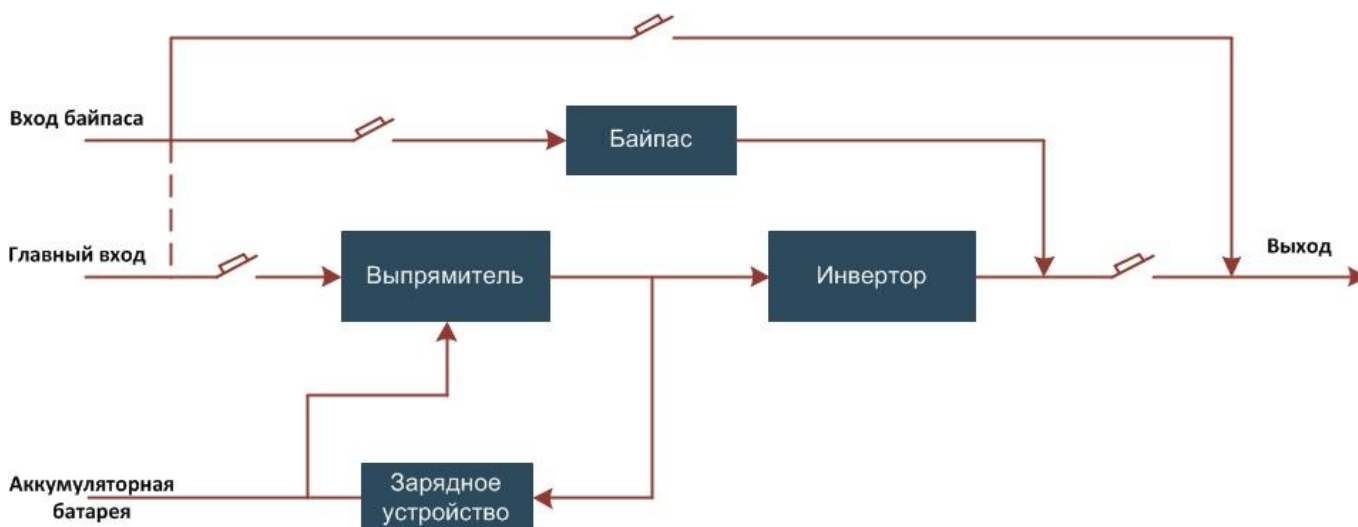 Вход байпаса
Байпас
Главный вход
Выпрямитель
Инвертор
Выход
Аккумуляторная
батарея
Зарядное
устройство